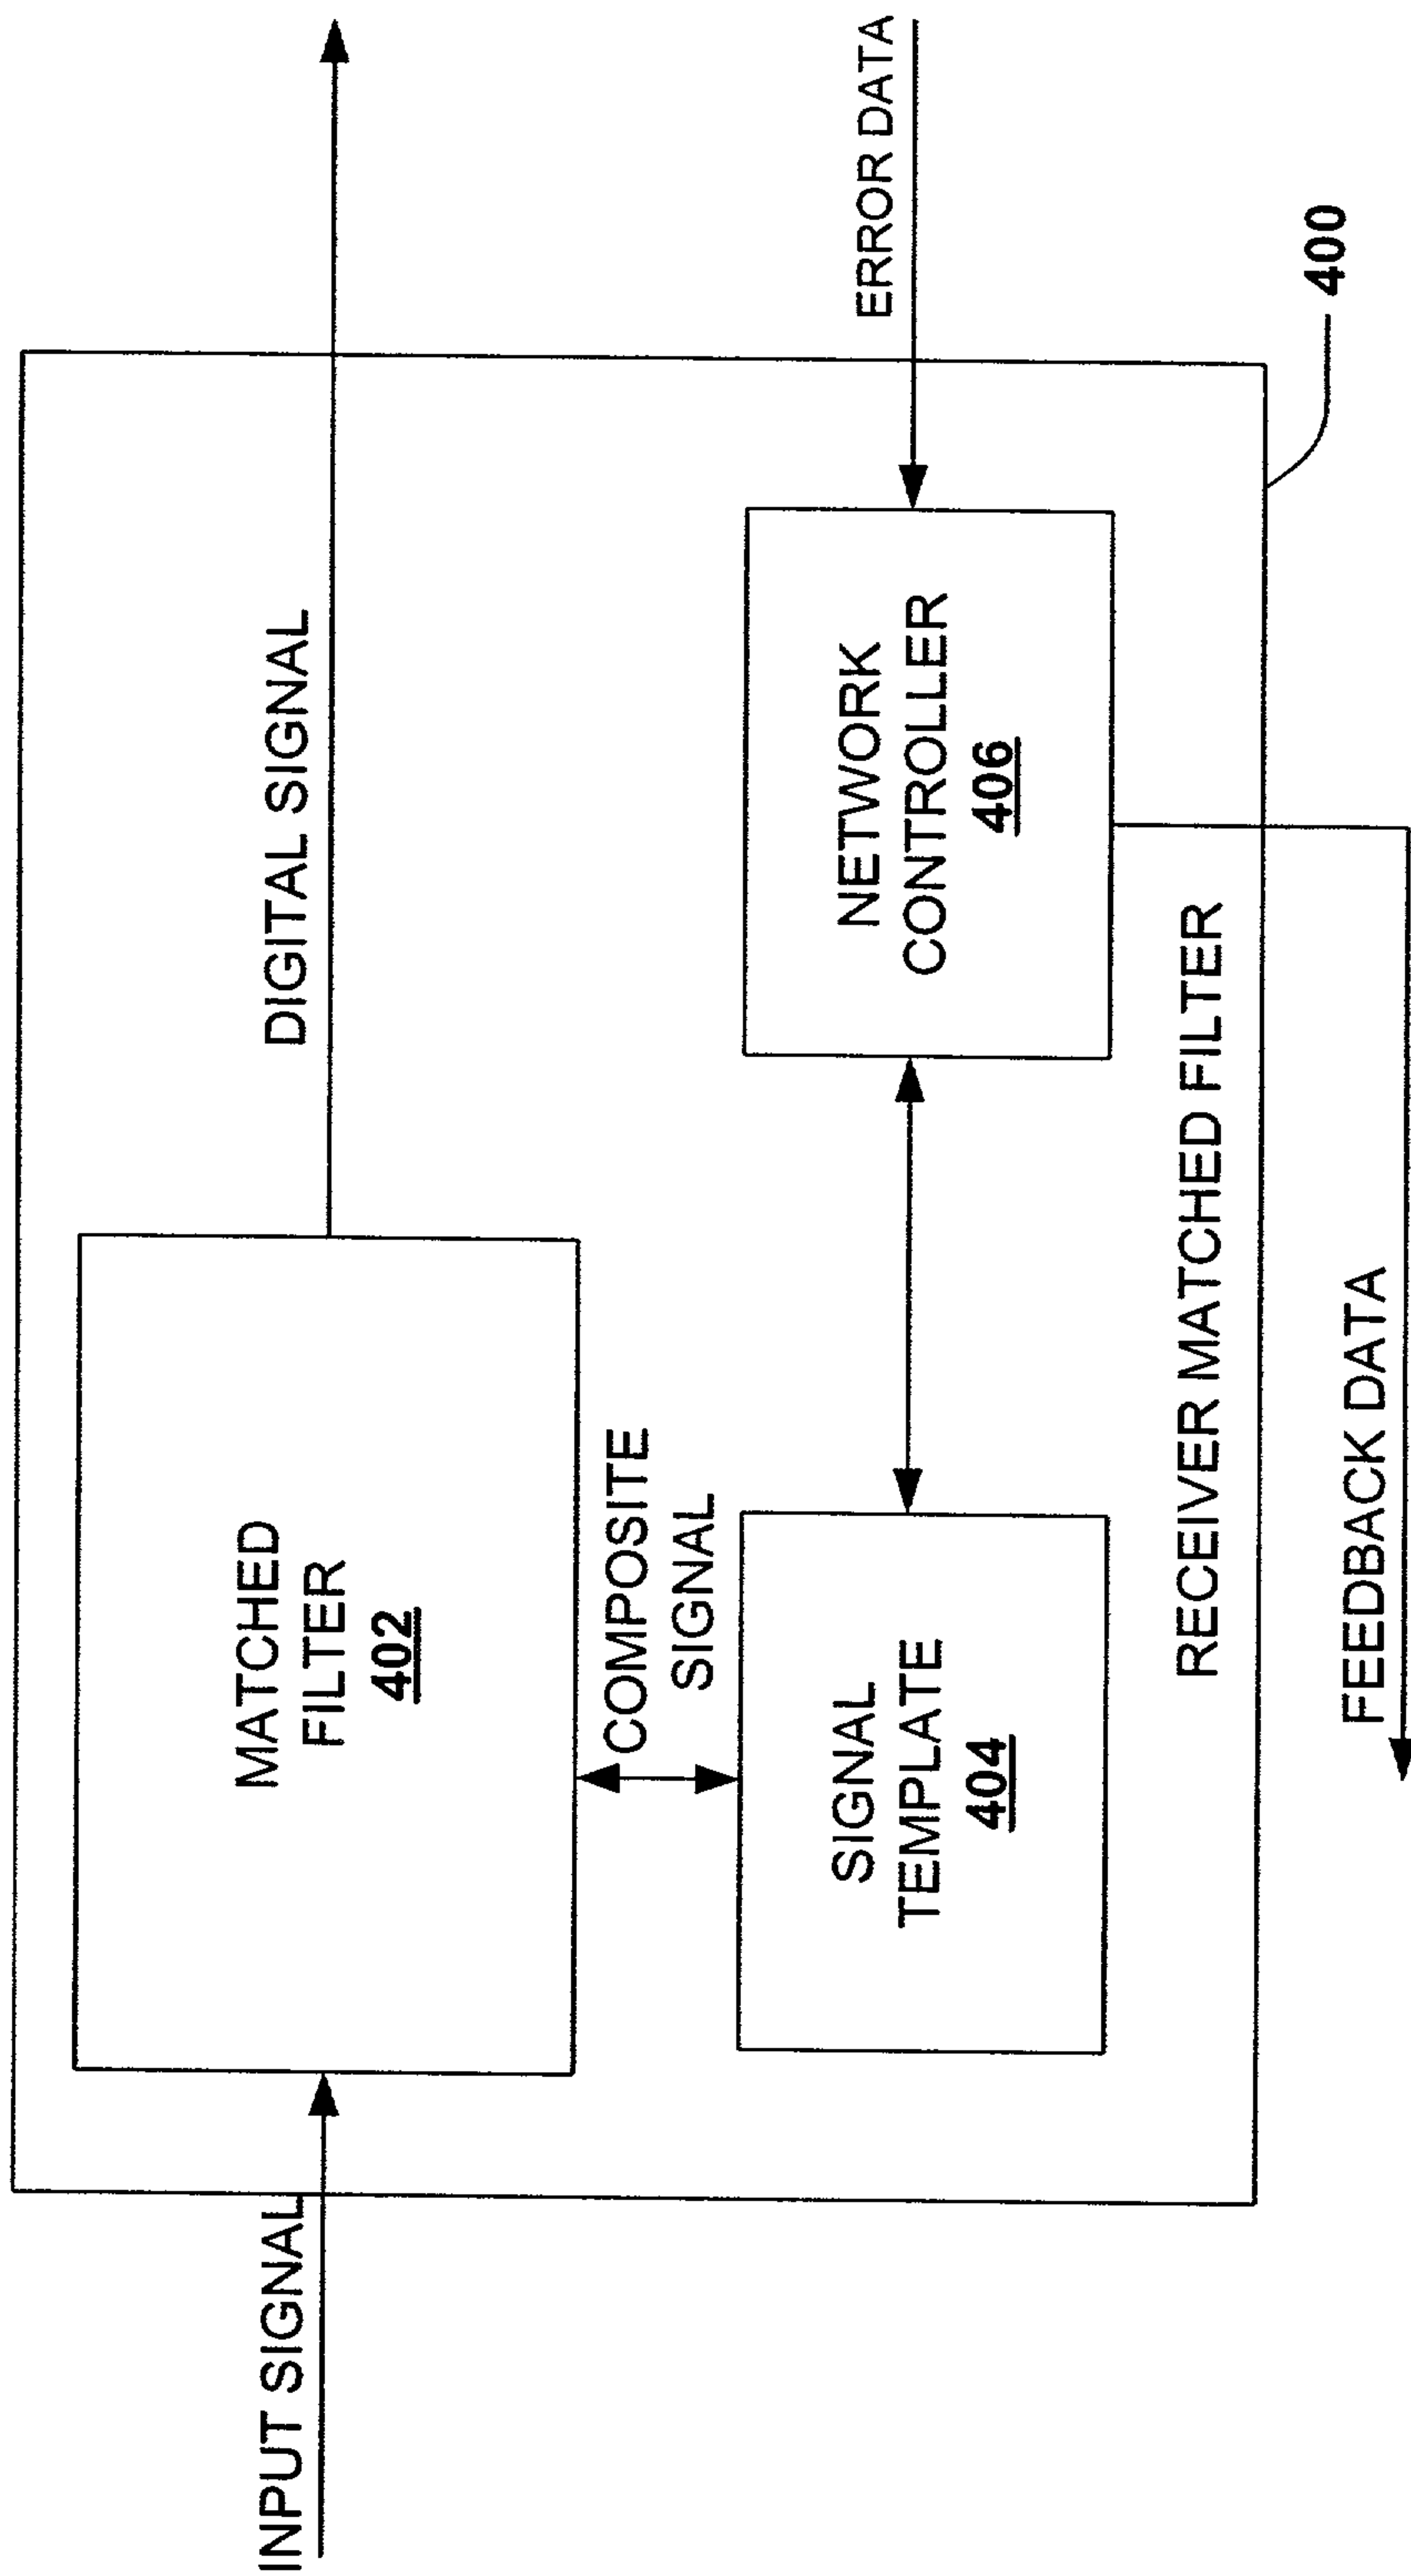 INPUT SIGNAL
MATCHED
FILTER
402
DIGITAL SIGNAL
COMPOSITE
SIGNAL
SIGNAL
TEMPLATE
404
NETWORK
CONTROLLER
406
ERROR DATA
RECEIVER MATCHED FILTER
400
FEEDBACK DATA